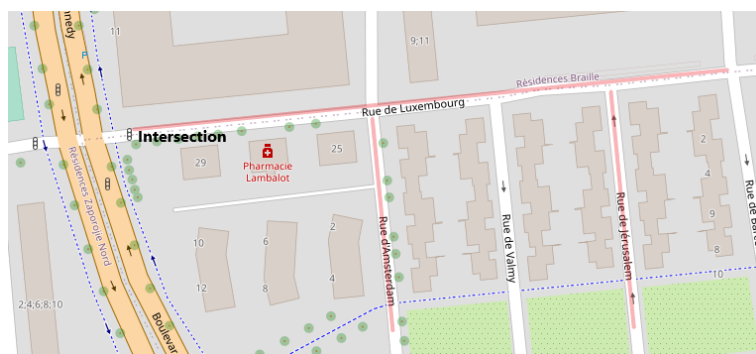 nnedy
11
9;11
P
Résidences Braille
Rue de Luxembourg
Intersection
29
25
Pharmacie
Lambalot
2
4
9
8
10
Résidences Zaporojie Nord
10
12
6
8
2
4
2;4;6;8;10
Rue d'Amsterdam
Rue de Valmy
Rue de Jérusalem
Boulevar